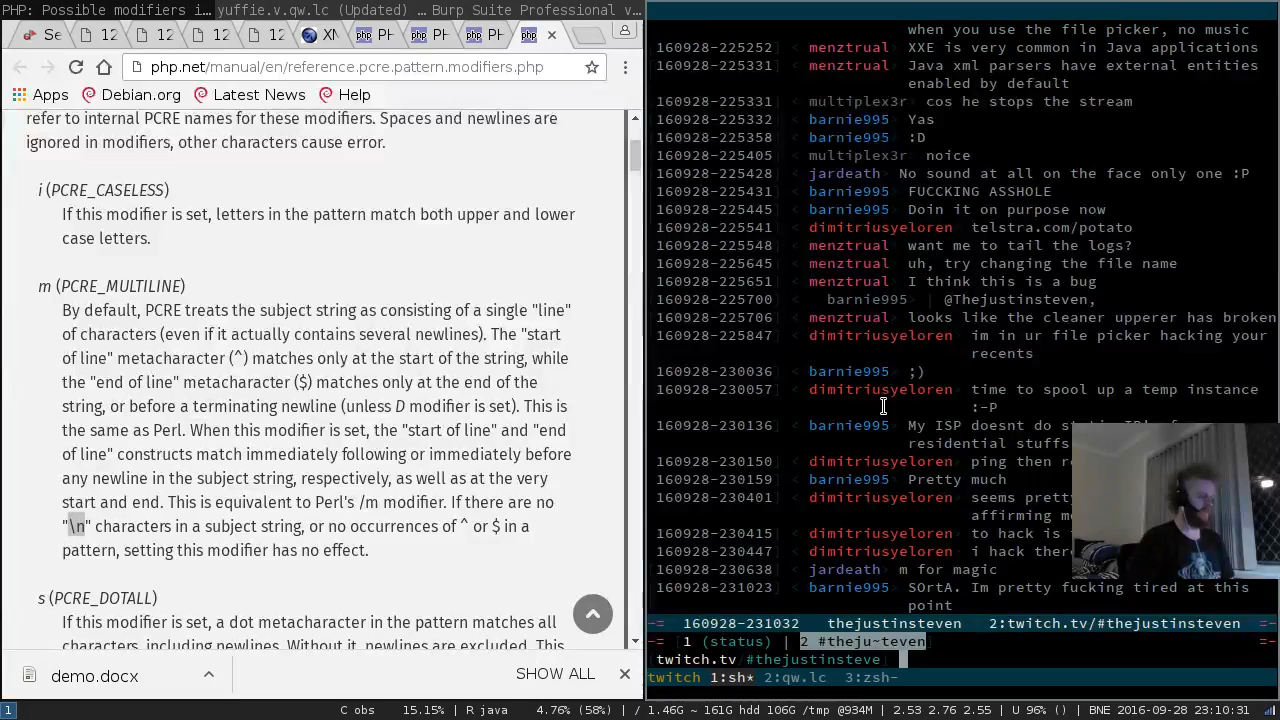 PHP: Possible modifiers i… yuffie.v.qw.lc (Updated) … Burp Suite Professional v…
Se 12 12 12 12 XM PH PH PH PH
php.net/manual/en/reference.pcre.pattern.modifiers.php
Apps Debian.org Latest News Help
refer to internal PCRE names for these modifiers. Spaces and newlines are
ignored in modifiers, other characters cause error.
i (PCRE_CASELESS)
If this modifier is set, letters in the pattern match both upper and lower
case letters.
m (PCRE_MULTILINE)
By default, PCRE treats the subject string as consisting of a single "line"
of characters (even if it actually contains several newlines). The "start
of line" metacharacter (^) matches only at the start of the string, while
the "end of line" metacharacter ($) matches only at the end of the
string, or before a terminating newline (unless D modifier is set). This is
the same as Perl. When this modifier is set, the "start of line" and "end
of line" constructs match immediately following or immediately before
any newline in the subject string, respectively, as well as at the very
start and end. This is equivalent to Perl's /m modifier. If there are no
"\n" characters in a subject string, or no occurrences of ^ or $ in a
pattern, setting this modifier has no effect.
s (PCRE_DOTALL)
If this modifier is set, a dot metacharacter in the pattern matches all
characters, including newlines. Without it, newlines are excluded. This
demo.docx SHOW ALL
when you use the file picker, no music
160928-225252 < menztrual> XXE is very common in Java applications
160928-225331 < menztrual> Java xml parsers have external entities
enabled by default
160928-225331 < multiplex3r> cos he stops the stream
160928-225332 < barnie995> Yas
160928-225358 < barnie995> :D
160928-225405 < multiplex3r> noice
160928-225428 < jardeath> No sound at all on the face only one :P
160928-225431 < barnie995> FUCCKING ASSHOLE
160928-225445 < barnie995> Doin it on purpose now
160928-225541 < dimitriusyeloren> telstra.com/potato
160928-225548 < menztrual> want me to tail the logs?
160928-225645 < menztrual> uh, try changing the file name
160928-225651 < menztrual> I think this is a bug
160928-225700 < barnie995> | @Thejustinsteven,
160928-225706 < menztrual> looks like the cleaner upperer has broken
160928-225847 < dimitriusyeloren> im in ur file picker hacking your
recents
160928-230036 < barnie995> ;)
160928-230057 < dimitriusyeloren> time to spool up a temp instance
:-P
160928-230136 < barnie995> My ISP doesnt do
residential stuffs
160928-230150 < dimitriusyeloren> ping then
160928-230159 < barnie995> Pretty much
160928-230401 < dimitriusyeloren> seems pretty
affirming
160928-230415 < dimitriusyeloren> to hack is
160928-230447 < dimitriusyeloren> i hack
160928-230638 < jardeath> m for magic
160928-231023 < barnie995> SOrtA. Im pretty fucking tired at this
point
-= 160928-231032 thejustinsteven 2:twitch.tv/#thejustinsteven =-
-= [1 (status) | 2 #theju~teven =-
[twitch.tv/#thejustinsteve]
twitch 1:sh* 2:qw.lc 3:zsh-
1 C obs 15.15% | R java 4.76% (58%) | / 1.46G ~ 161G hdd 106G /tmp @934M | 2.53 2.76 2.55 | U 96% () | BNE 2016-09-28 23:10:31